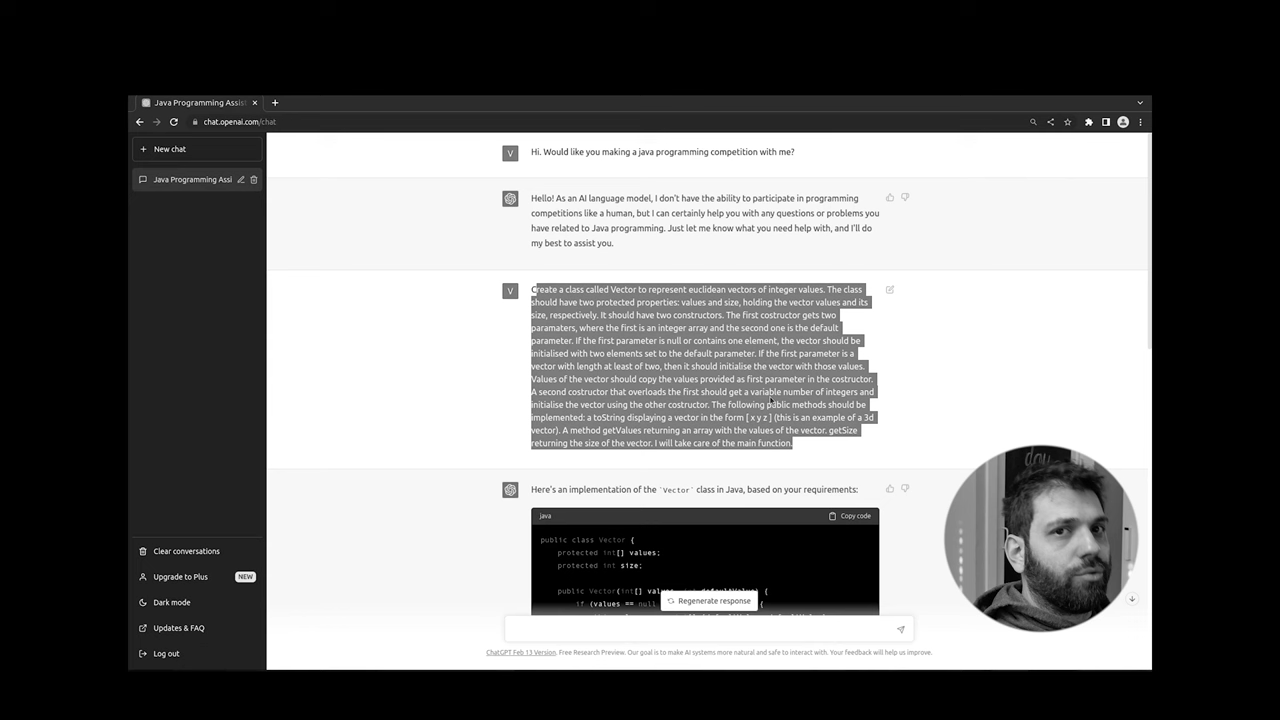 Java Programming Assis
chat.openai.com/chat
New chat
Java Programming Assi
Hi. Would like you making a java programming competition with me?
Hello! As an AI language model, I don't have the ability to participate in programming
competitions like a human, but I can certainly help you with any questions or problems you
have related to Java programming. Just let me know what you need help with, and I'll do
my best to assist you.
Create a class called Vector to represent euclidean vectors of integer values. The class
should have two protected properties: values and size, holding the vector values and its
size, respectively. It should have two constructors. The first costructor gets two
paramaters, where the first is an integer array and the second one is the default
parameter. If the first parameter is null or contains one element, the vector should be
initialised with two elements set to the default parameter. If the first parameter is a
vector with length at least of two, then it should initialise the vector with those values.
Values of the vector should copy the values provided as first parameter in the costructor.
A second costructor that overloads the first should get a variable number of integers and
initialise the vector using the other costructor. The following public methods should be
implemented: a toString displaying a vector in the form [ x y z ] (this is an example of a 3d
vector). A method getValues returning an array with the values of the vector. getSize
returning the size of the vector. I will take care of the main function.
Here's an implementation of the `Vector` class in Java, based on your requirements:
java
Copy code
public class Vector {
protected int[] values;
protected int size;
public Vector(int[] defaultValue) {
if (values == null {
Regenerate response
Clear conversations
Upgrade to Plus
NEW
Dark mode
Updates & FAQ
Log out
ChatGPT Feb 13 Version. Free Research Preview. Our goal is to make AI systems more natural and safe to interact with. Your feedback will help us improve.